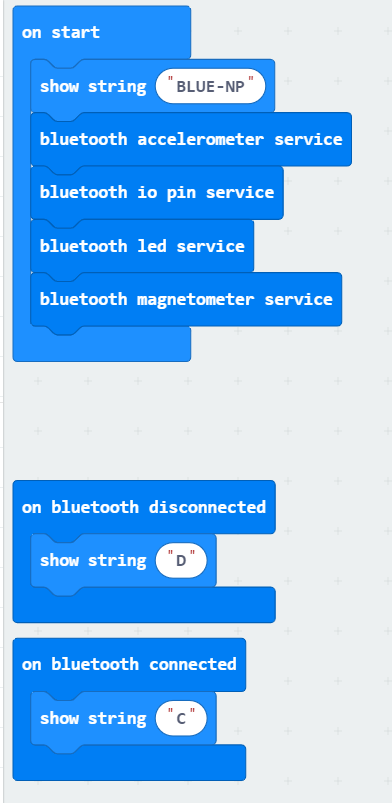 on start
show string "BLUE-NP"
bluetooth accelerometer service
bluetooth io pin service
bluetooth led service
bluetooth magnetometer service
on bluetooth disconnected
show string "D"
on bluetooth connected
show string "C"